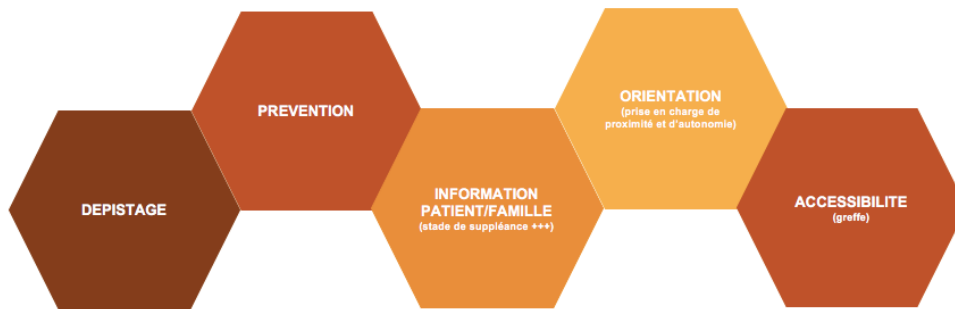 DEPISTAGE
PREVENTION
INFORMATION
PATIENT/FAMILLE
(stade de suppléance +++)
ORIENTATION
(prise en charge de
proximité et d'autonomie)
ACCESSIBILITE
(greffe)